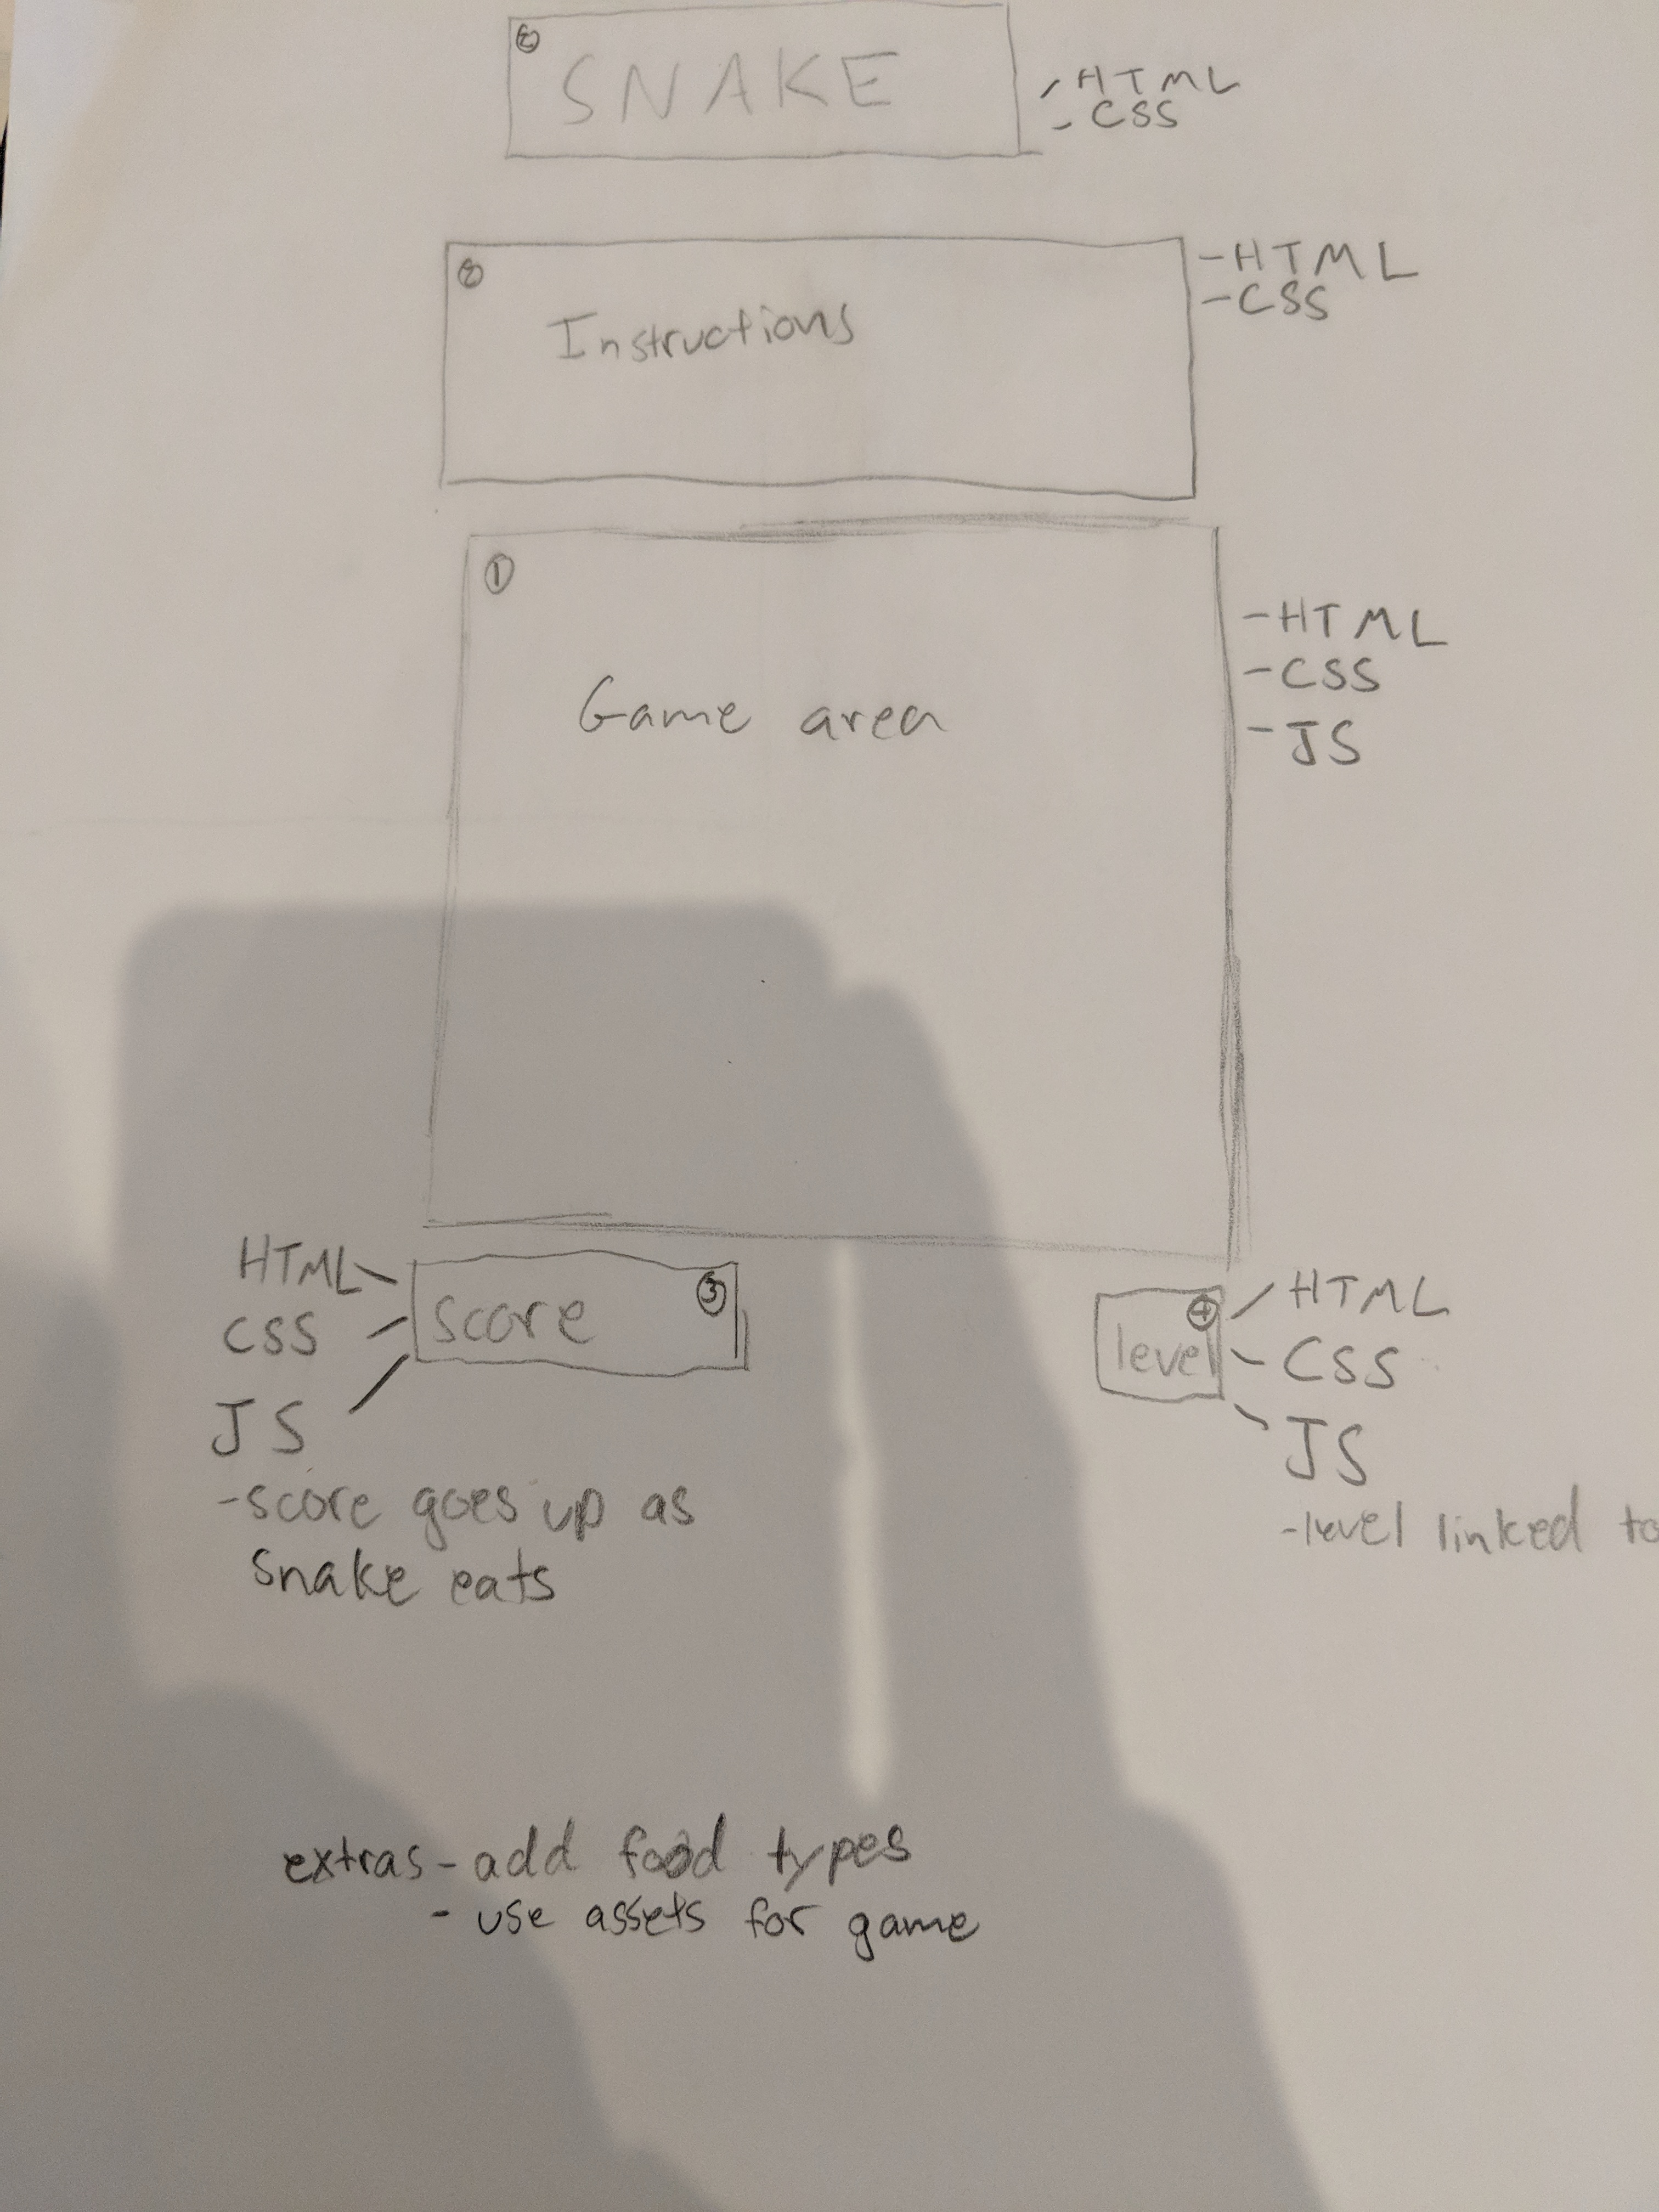 SNAKE
- HTML
- CSS
②
Instructions
- HTML
- CSS
①
Game area
- HTML
- CSS
- JS
HTML
CSS
JS
score
③
- score goes up as
snake eats
level
④
HTML
CSS
JS
- level linked to
extras - add food types
- use assets for game